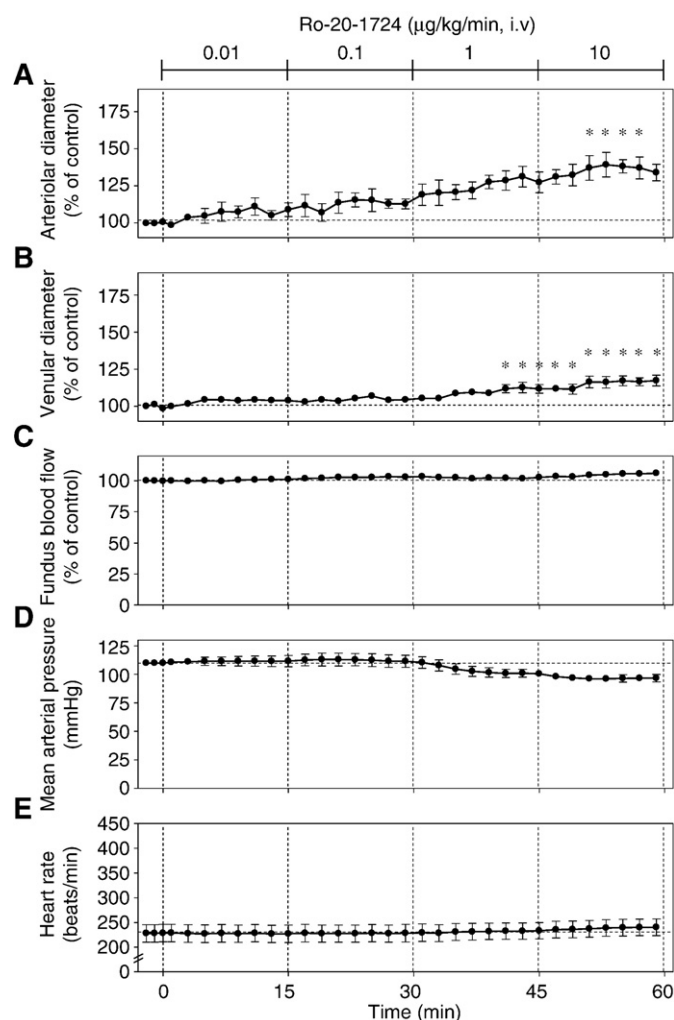 Ro-20-1724 (μg/kg/min, i.v)
0.01 0.1 1 10
A
Arteriolar diameter
(% of control)
175
150
125
100
* * * *
B
Venular diameter
(% of control)
175
150
125
100
* * * * * * * * * *
C
Fundus blood flow
(% of control)
100
75
50
25
0
D
Mean arterial pressure
(mmHg)
125
100
75
50
25
0
E
Heart rate
(beats/min)
450
400
350
300
250
200
0
0 15 30 45 60
Time (min)